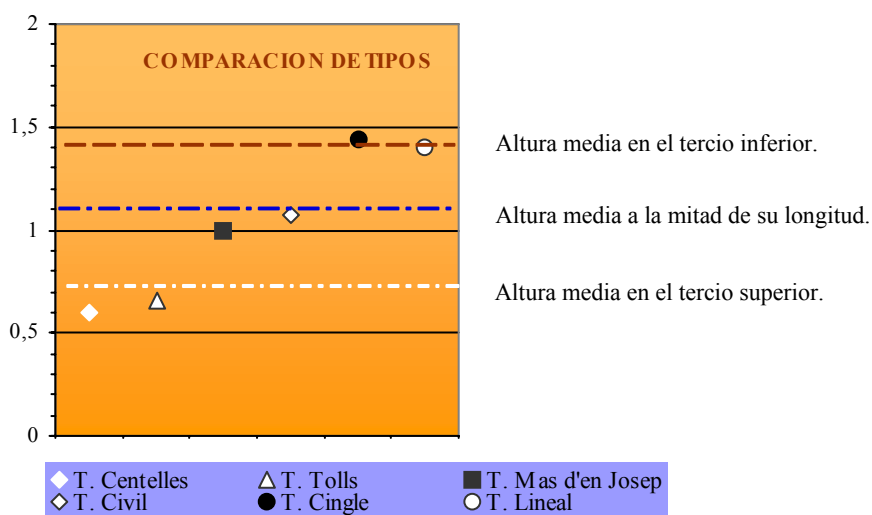 2
COMPARACION DE TIPOS
1,5
Altura media en el tercio inferior.
Altura media a la mitad de su longitud.
1
Altura media en el tercio superior.
0,5
0
T. Centelles T. Tolls T. Mas d'en Josep
T. Civil T. Cingle T. Lineal